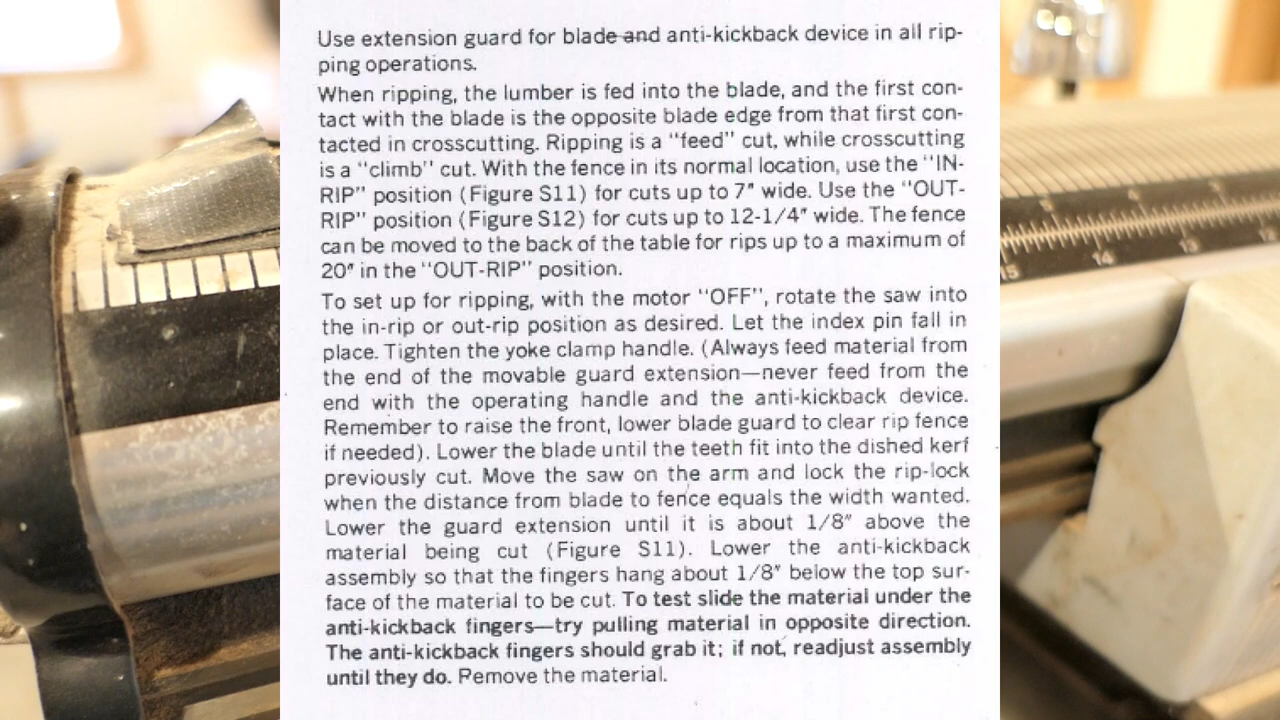 Use extension guard for blade and anti-kickback device in all rip-
ping operations.
When ripping, the lumber is fed into the blade, and the first con-
tact with the blade is the opposite blade edge from that first con-
tacted in crosscutting. Ripping is a "feed" cut, while crosscutting
is a "climb" cut. With the fence in its normal location, use the "IN-
RIP" position (Figure S11) for cuts up to 7" wide. Use the "OUT-
RIP" position (Figure S12) for cuts up to 12-1/4" wide. The fence
can be moved to the back of the table for rips up to a maximum of
20" in the "OUT-RIP" position.
To set up for ripping, with the motor "OFF", rotate the saw into
the in-rip or out-rip position as desired. Let the index pin fall in
place. Tighten the yoke clamp handle. (Always feed material from
the end of the movable guard extension—never feed from the
end with the operating handle and the anti-kickback device.
Remember to raise the front, lower blade guard to clear rip fence
if needed). Lower the blade until the teeth fit into the dished kerf
previously cut. Move the saw on the arm and lock the rip-lock
when the distance from blade to fence equals the width wanted.
Lower the guard extension until it is about 1/8" above the
material being cut (Figure S11). Lower the anti-kickback
assembly so that the fingers hang about 1/8" below the top sur-
face of the material to be cut. To test slide the material under the
anti-kickback fingers—try pulling material in opposite direction.
The anti-kickback fingers should grab it; if not, readjust assembly
until they do. Remove the material.
15 14 13